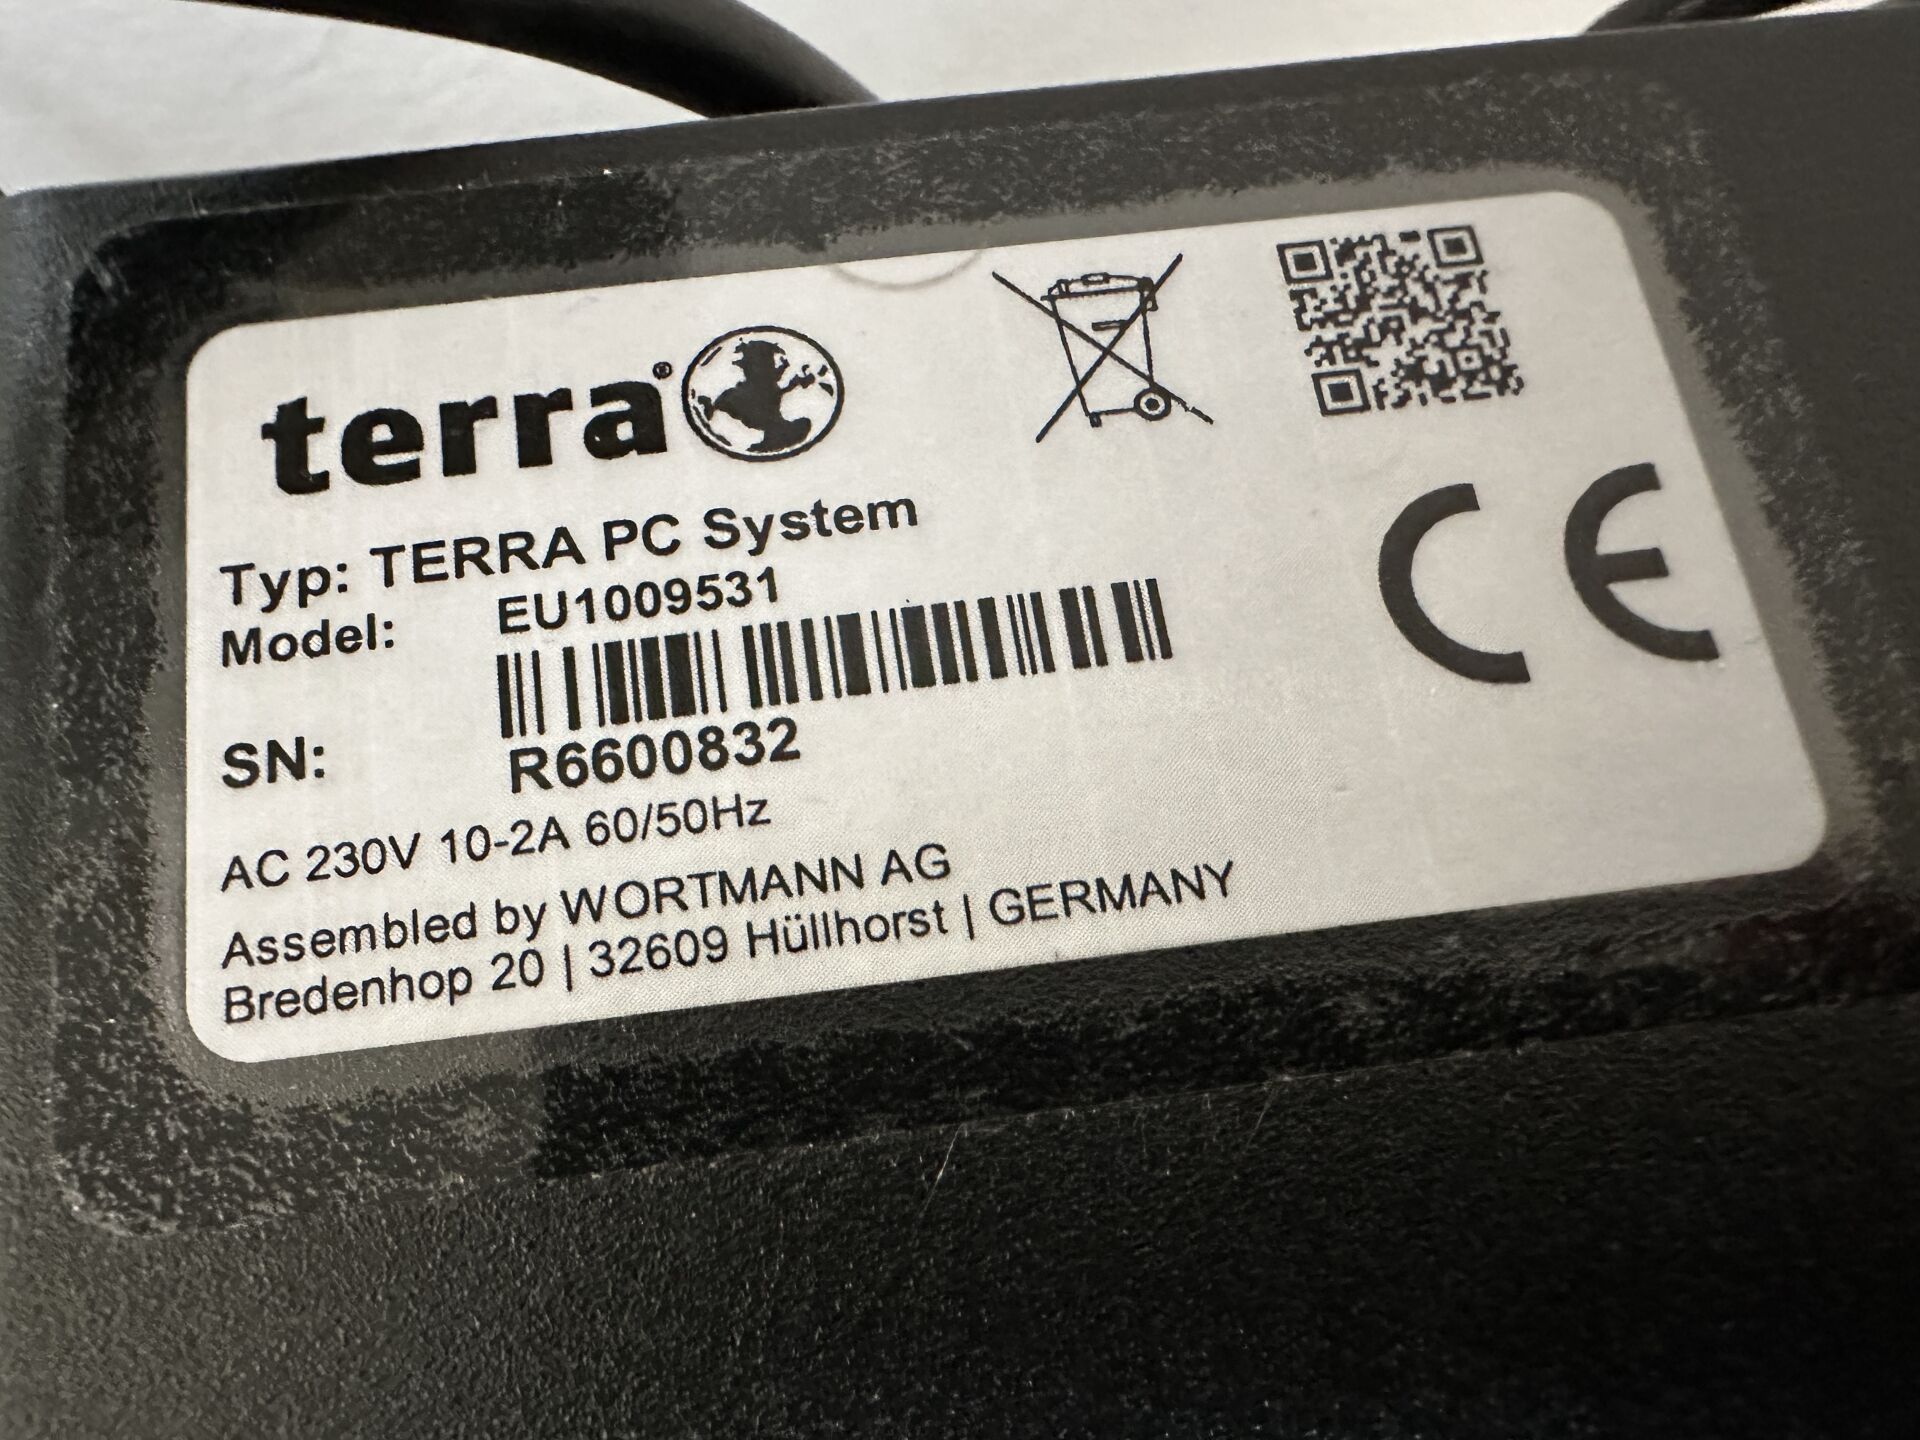 terra®
Typ: TERRA PC System
Model: EU1009531
SN: R6600832
AC 230V 10-2A 60/50Hz
Assembled by WORTMANN AG
Bredenhop 20 | 32609 Hüllhorst | GERMANY
CE